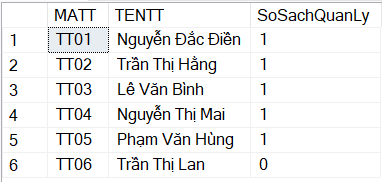 MATT TENTT SoSachQuanLy
1 TT01 Nguyễn Đắc Điền 1
2 TT02 Trần Thị Hằng 1
3 TT03 Lê Văn Bình 1
4 TT04 Nguyễn Thị Mai 1
5 TT05 Phạm Văn Hùng 1
6 TT06 Trần Thị Lan 0